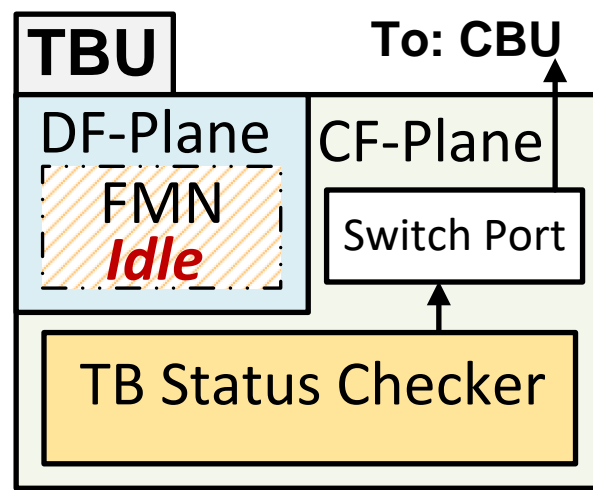 TBU
To: CBU
DF-Plane
CF-Plane
FMN
Idle
Switch Port
TB Status Checker